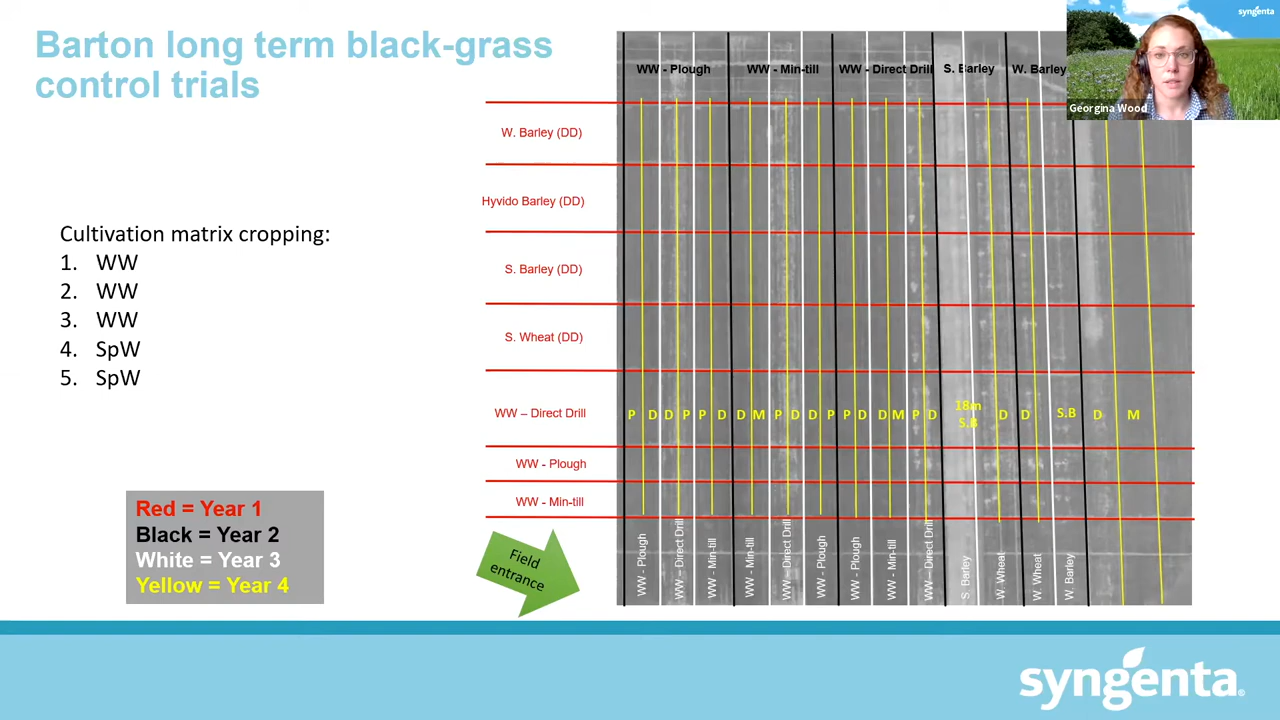 Barton long term black-grass
control trials
Cultivation matrix cropping:
1. WW
2. WW
3. WW
4. SpW
5. SpW
Red = Year 1
Black = Year 2
White = Year 3
Yellow = Year 4
Field
entrance
W. Barley (DD)
Hyvido Barley (DD)
S. Barley (DD)
S. Wheat (DD)
WW – Direct Drill
WW - Plough
WW - Min-till
WW - Plough
WW - Min-till
WW - Direct Drill
S. Barley
W. Barley
P D D P P D D M P D D P P D D M P D 18m S.B D D S.B D M
WW - Plough
WW – Direct Drill
WW - Min-till
WW - Min-till
WW – Direct Drill
WW - Plough
WW - Plough
WW - Min-till
WW – Direct Drill
S. Barley
W. Wheat
W. Wheat
W. Barley
syngenta
Georgina Wood
syngenta